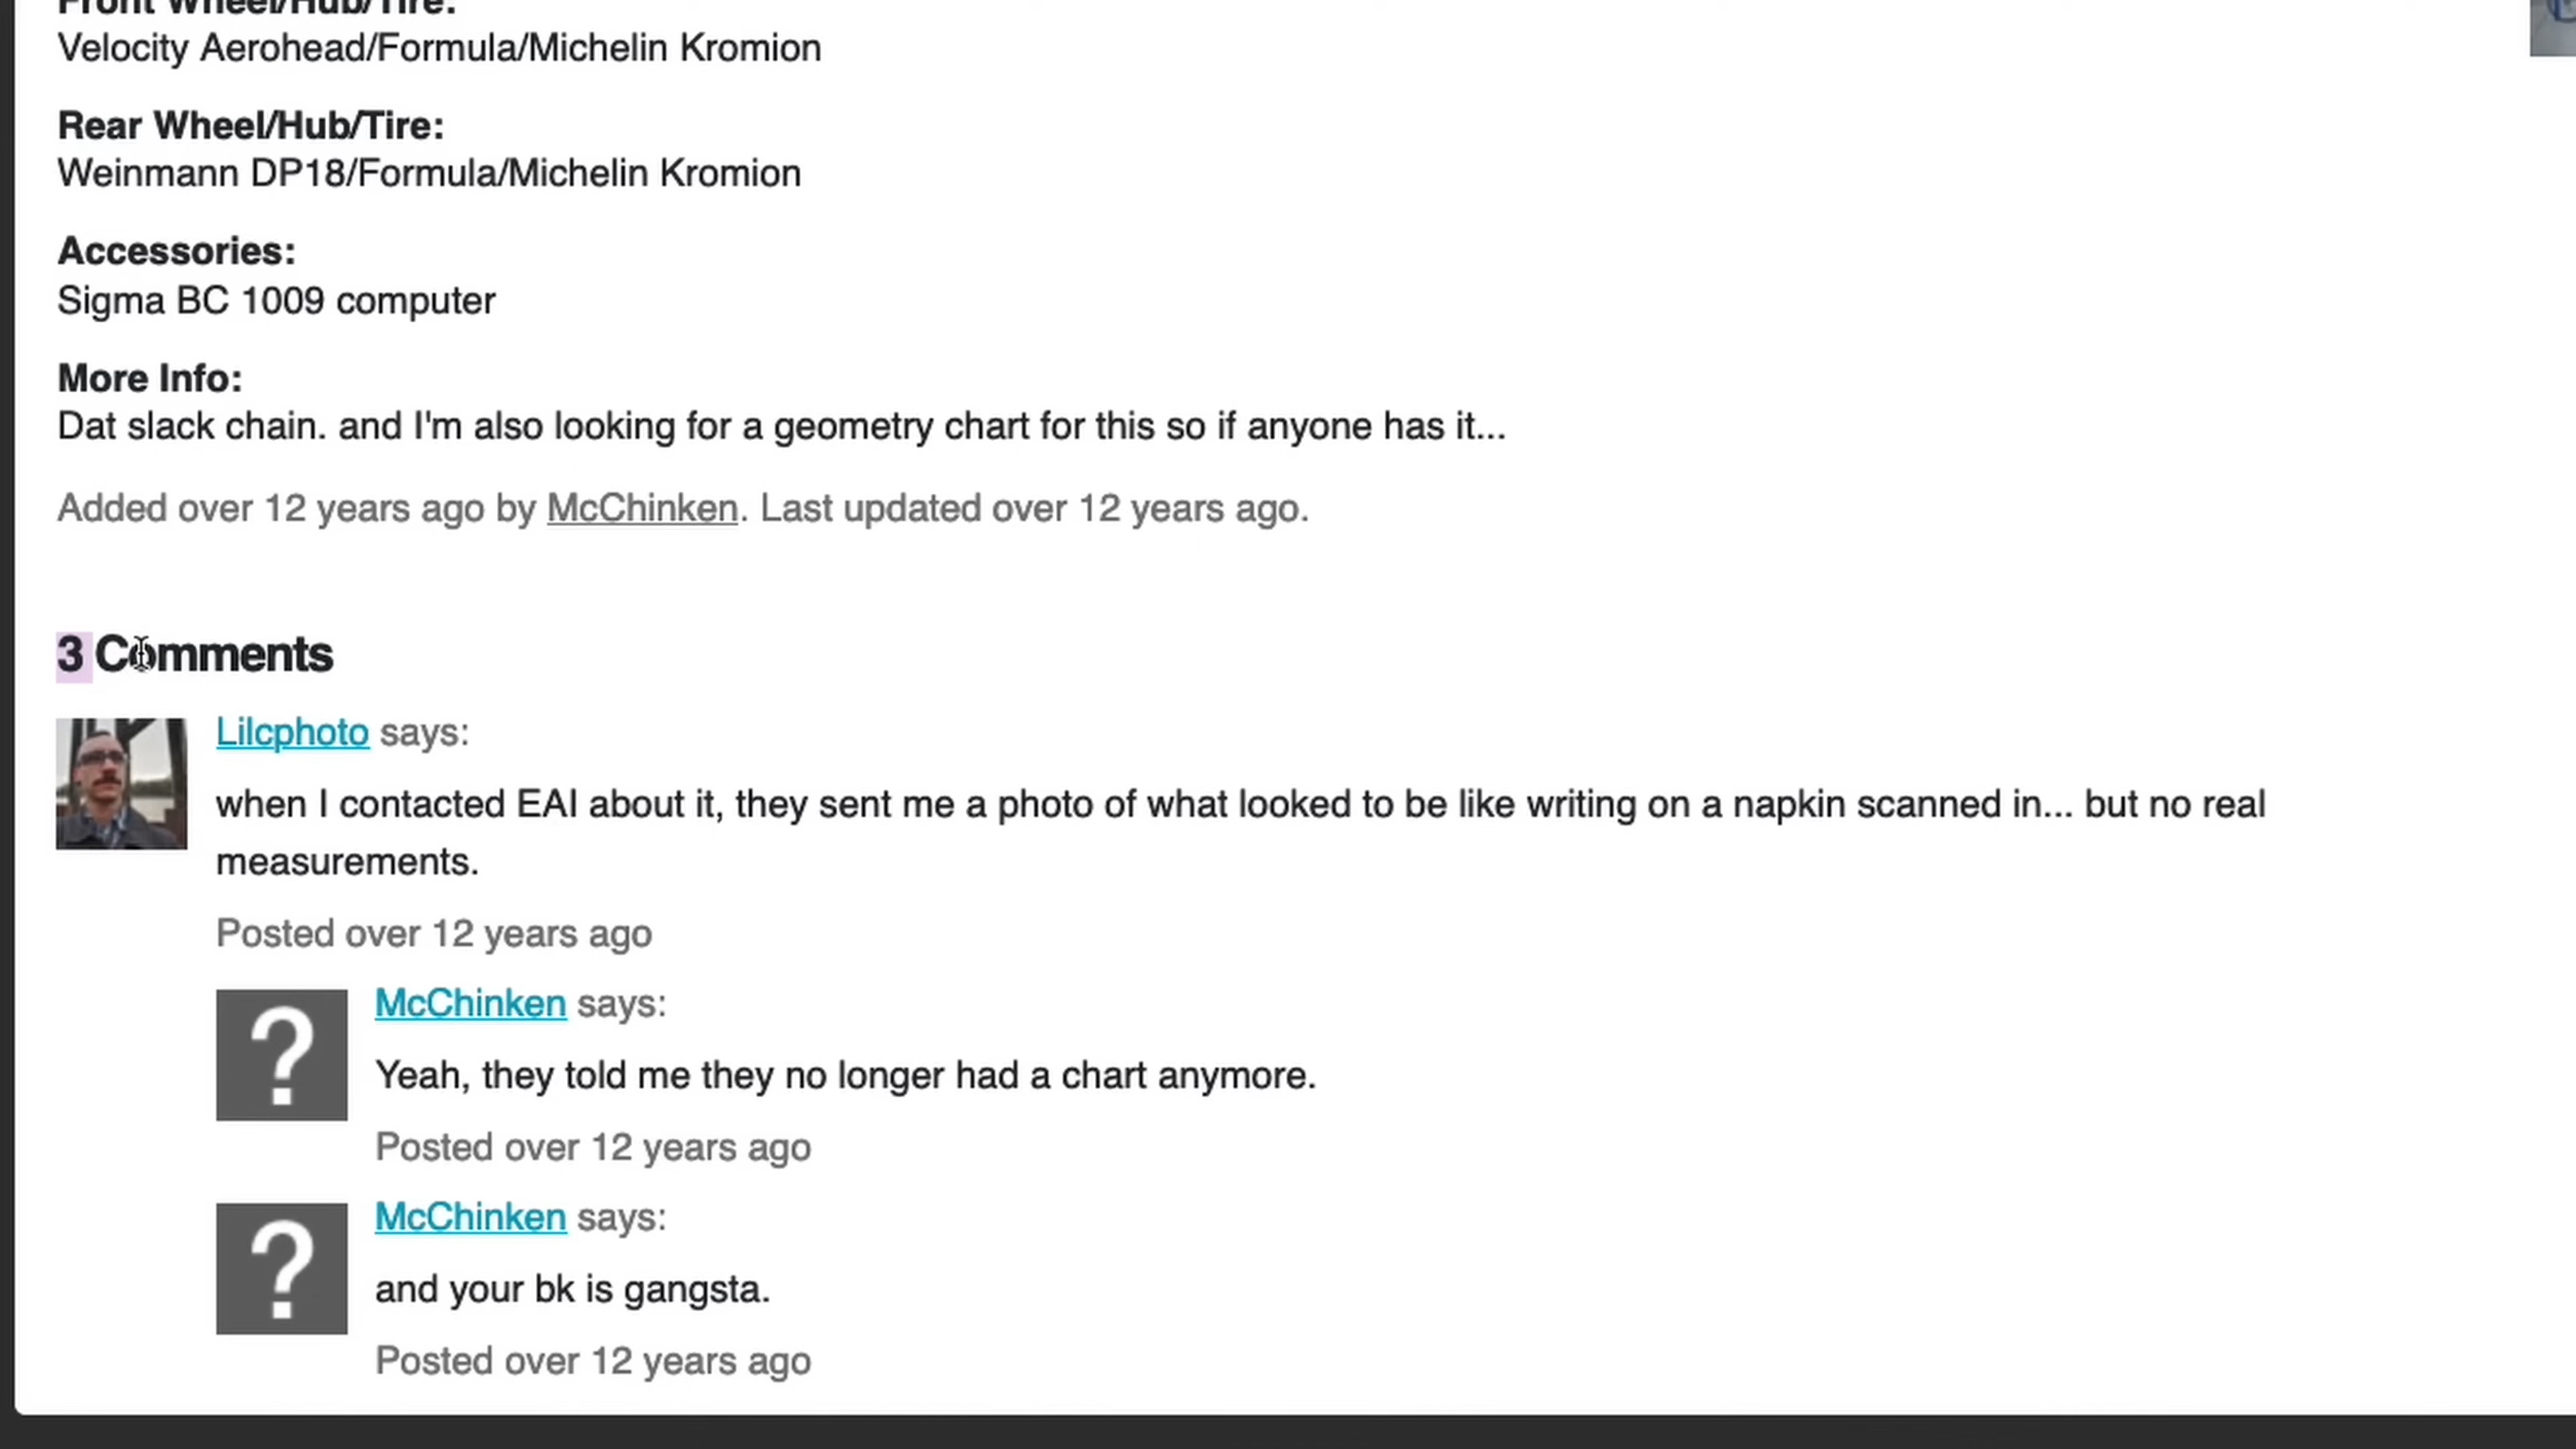 Front Wheel/Hub/Tire:
Velocity Aerohead/Formula/Michelin Kromion
Rear Wheel/Hub/Tire:
Weinmann DP18/Formula/Michelin Kromion
Accessories:
Sigma BC 1009 computer
More Info:
Dat slack chain. and I'm also looking for a geometry chart for this so if anyone has it...
Added over 12 years ago by McChinken. Last updated over 12 years ago.
3 Comments
Lilcphoto says:
when I contacted EAI about it, they sent me a photo of what looked to be like writing on a napkin scanned in... but no real
measurements.
Posted over 12 years ago
McChinken says:
Yeah, they told me they no longer had a chart anymore.
Posted over 12 years ago
McChinken says:
and your bk is gangsta.
Posted over 12 years ago